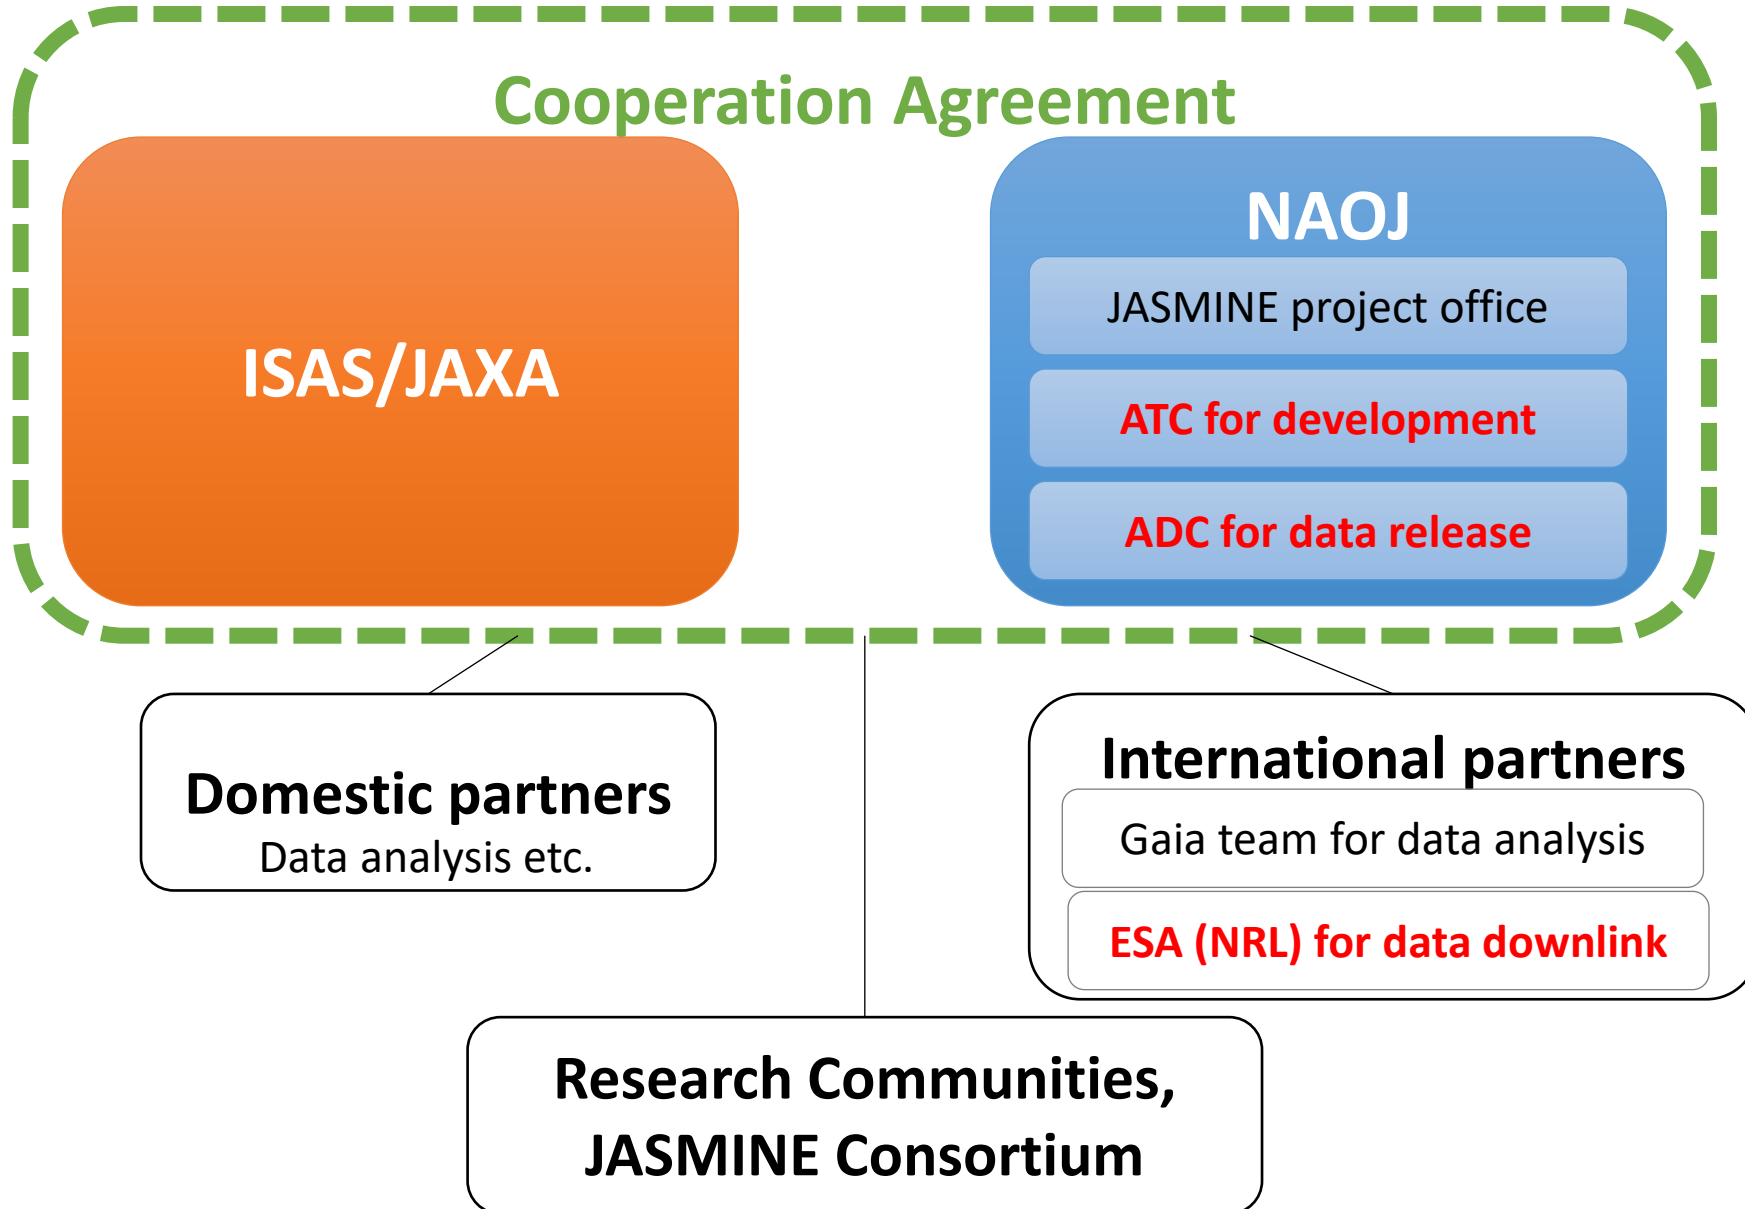 Cooperation Agreement
ISAS/JAXA
NAOJ
JASMINE project office
ATC for development
ADC for data release
Domestic partners
Data analysis etc.
International partners
Gaia team for data analysis
ESA (NRL) for data downlink
Research Communities,
JASMINE Consortium